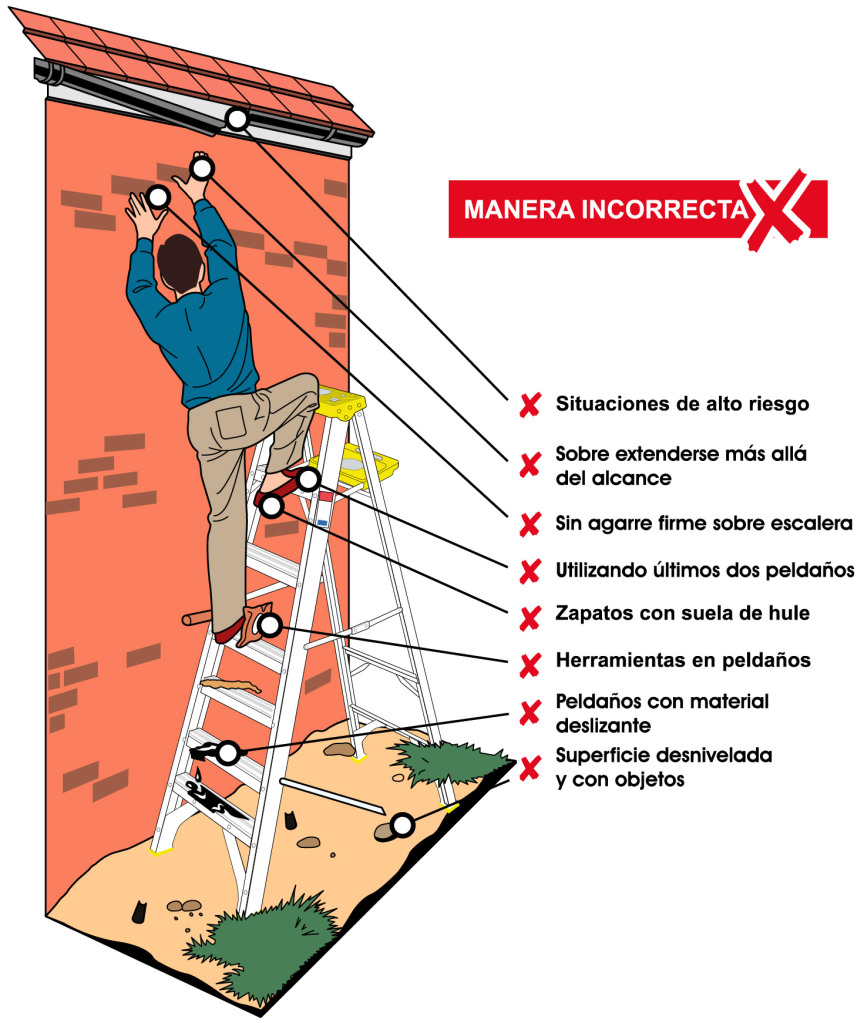 MANERA INCORRECTA
Situaciones de alto riesgo
Sobre extenderse más allá
del alcance
Sin agarre firme sobre escalera
Utilizando últimos dos peldaños
Zapatos con suela de hule
Herramientas en peldaños
Peldaños con material
deslizante
Superficie desnivelada
y con objetos